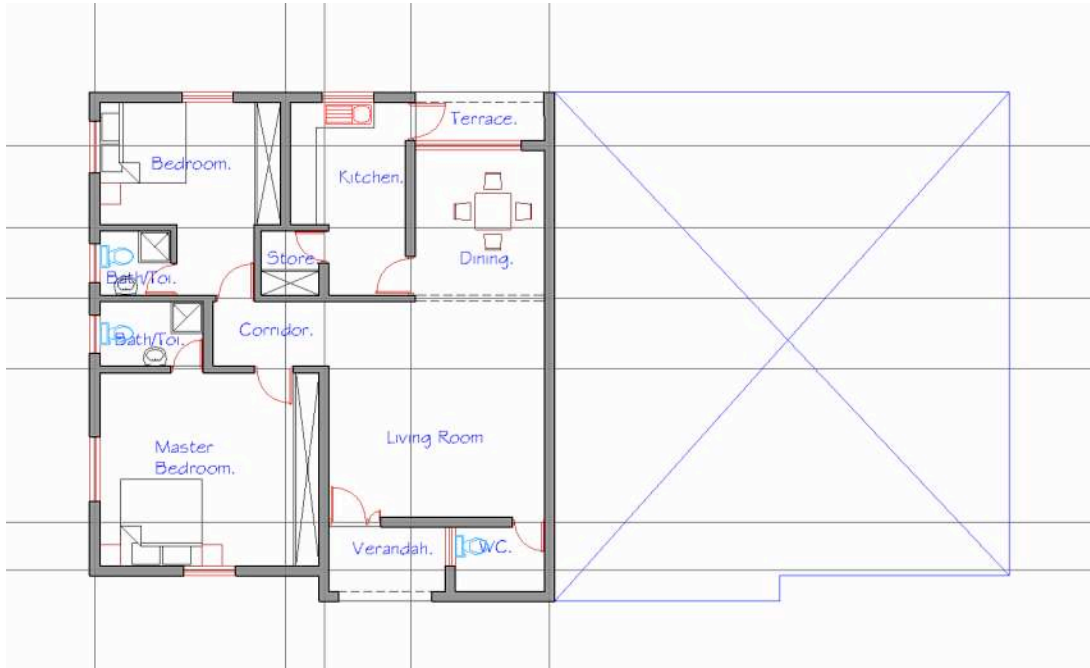 Terrace.
Bedroom.
Kitchen.
Store
Dining.
Bath/Toi.
Bath/Toi.
Corridor.
Living Room
Master
Bedroom.
Verandah.
WC.